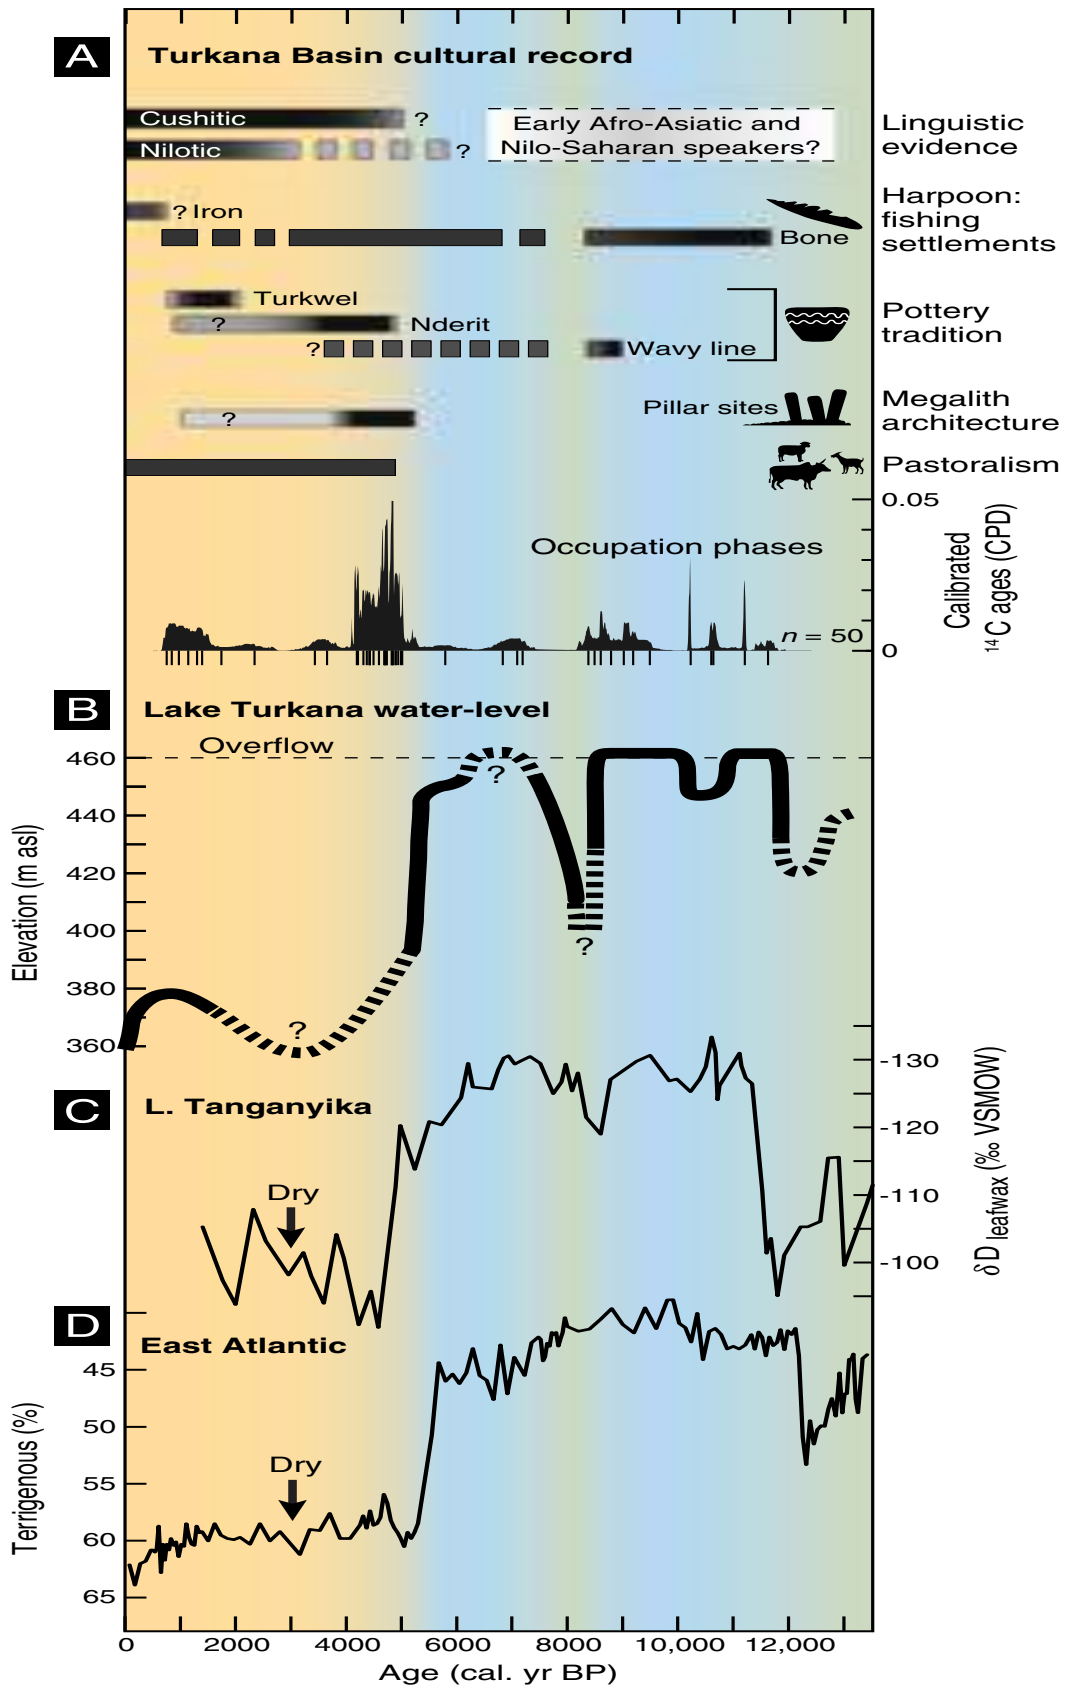 A
Turkana Basin cultural record
Cushitic
?
Nilotic
?
Early Afro-Asiatic and
Nilo-Saharan speakers?
Linguistic
evidence
? Iron
Bone
Harpoon:
fishing
settlements
Turkwel
?
Nderit
?
Wavy line
Pottery
tradition
?
Pillar sites
Megalith
architecture
Pastoralism
Occupation phases
n = 50
0.05
0
Calibrated
14C ages (CPD)
B
Lake Turkana water-level
Overflow
?
?
?
460
440
420
400
380
360
Elevation (m asl)
C
L. Tanganyika
Dry
-130
-120
-110
-100
δD leafwax (‰ VSMOW)
D
East Atlantic
Dry
45
50
55
60
65
Terrigenous (%)
0 2000 4000 6000 8000 10,000 12,000
Age (cal. yr BP)